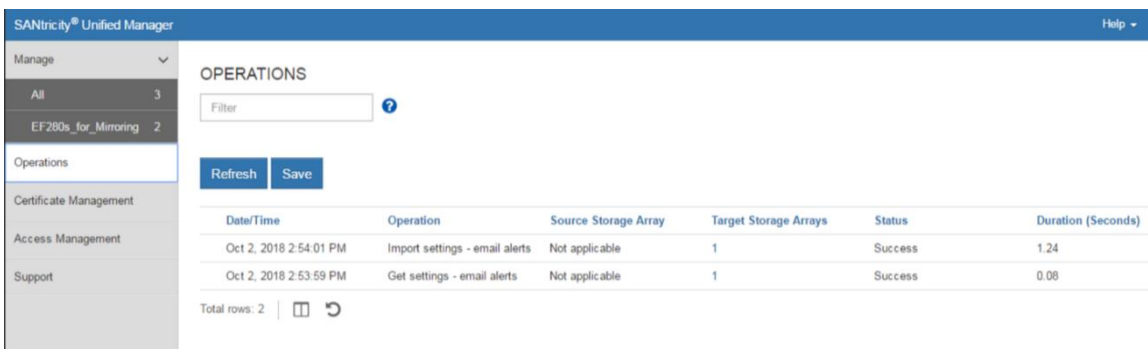 SANtricity® Unified Manager
Help
Manage
All 3
EF280s_for_Mirroring 2
Operations
Certificate Management
Access Management
Support
OPERATIONS
Filter
?
Refresh Save
Date/Time Operation Source Storage Array Target Storage Arrays Status Duration (Seconds)
Oct 2, 2018 2:54:01 PM Import settings - email alerts Not applicable 1 Success 1.24
Oct 2, 2018 2:53:59 PM Get settings - email alerts Not applicable 1 Success 0.08
Total rows: 2